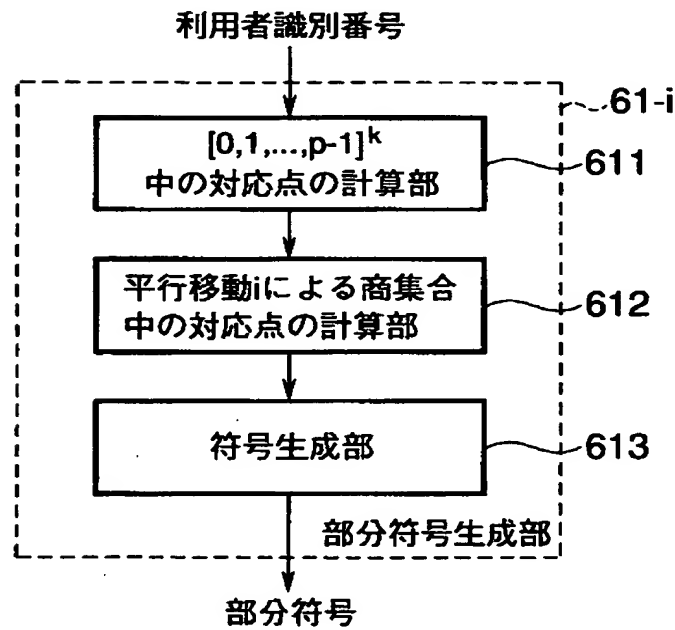 利用者識別番号
61-i
[0,1,...,p-1]^k
中の対応点の計算部
611
平行移動iによる商集合
中の対応点の計算部
612
符号生成部
613
部分符号生成部
部分符号